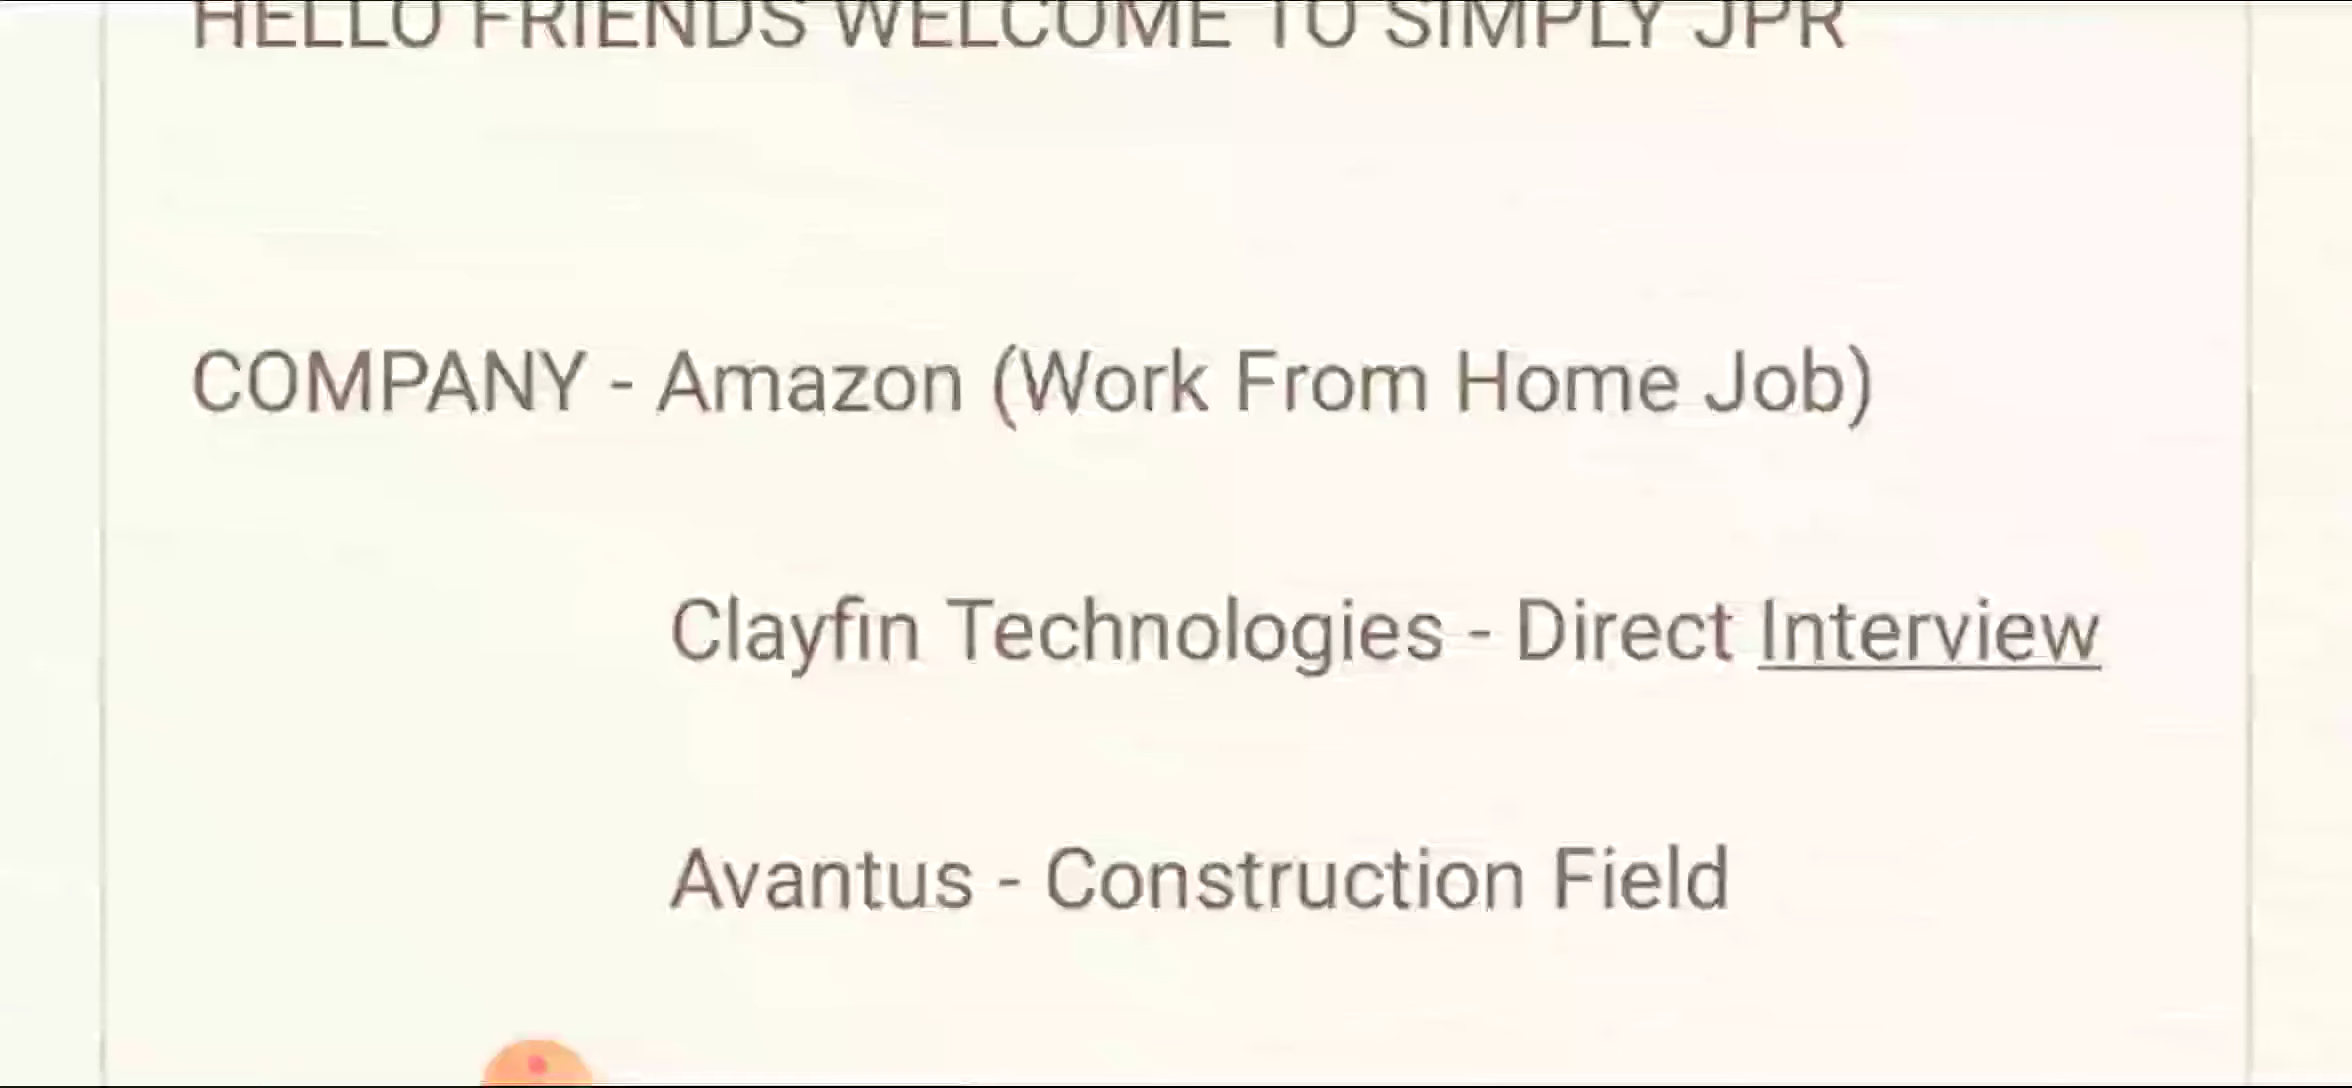 HELLO FRIENDS WELCOME TO SIMPLY JPR
COMPANY - Amazon (Work From Home Job)
Clayfin Technologies - Direct Interview
Avantus - Construction Field